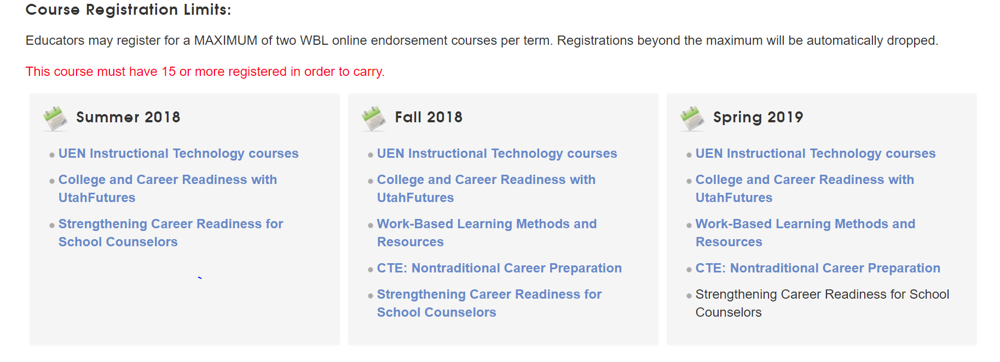 Course Registration Limits:
Educators may register for a MAXIMUM of two WBL online endorsement courses per term. Registrations beyond the maximum will be automatically dropped.
This course must have 15 or more registered in order to carry.
Summer 2018
UEN Instructional Technology courses
College and Career Readiness with
UtahFutures
Strengthening Career Readiness for
School Counselors
Fall 2018
UEN Instructional Technology courses
College and Career Readiness with
UtahFutures
Work-Based Learning Methods and
Resources
CTE: Nontraditional Career Preparation
Strengthening Career Readiness for
School Counselors
Spring 2019
UEN Instructional Technology courses
College and Career Readiness with
UtahFutures
Work-Based Learning Methods and
Resources
CTE: Nontraditional Career Preparation
Strengthening Career Readiness for School
Counselors